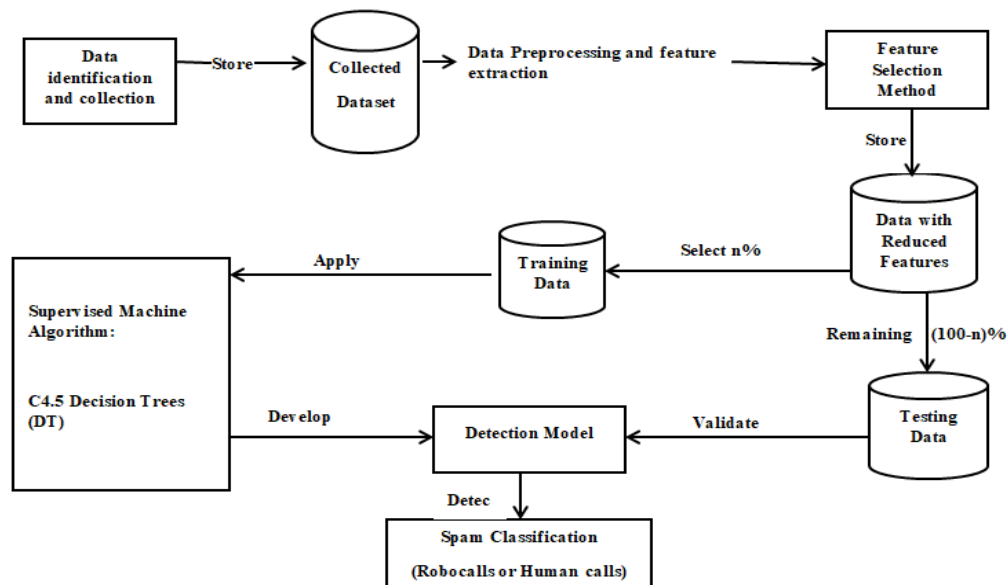 Data
identification
and collection
Store
Collected
Dataset
Data Preprocessing and feature
extraction
Feature
Selection
Method
Store
Data with
Reduced
Features
Select n%
Training
Data
Apply
Supervised Machine
Algorithm:
C4.5 Decision Trees
(DT)
Remaining (100-n)%
Testing
Data
Validate
Develop
Detection Model
Detec
Spam Classification
(Robocalls or Human calls)